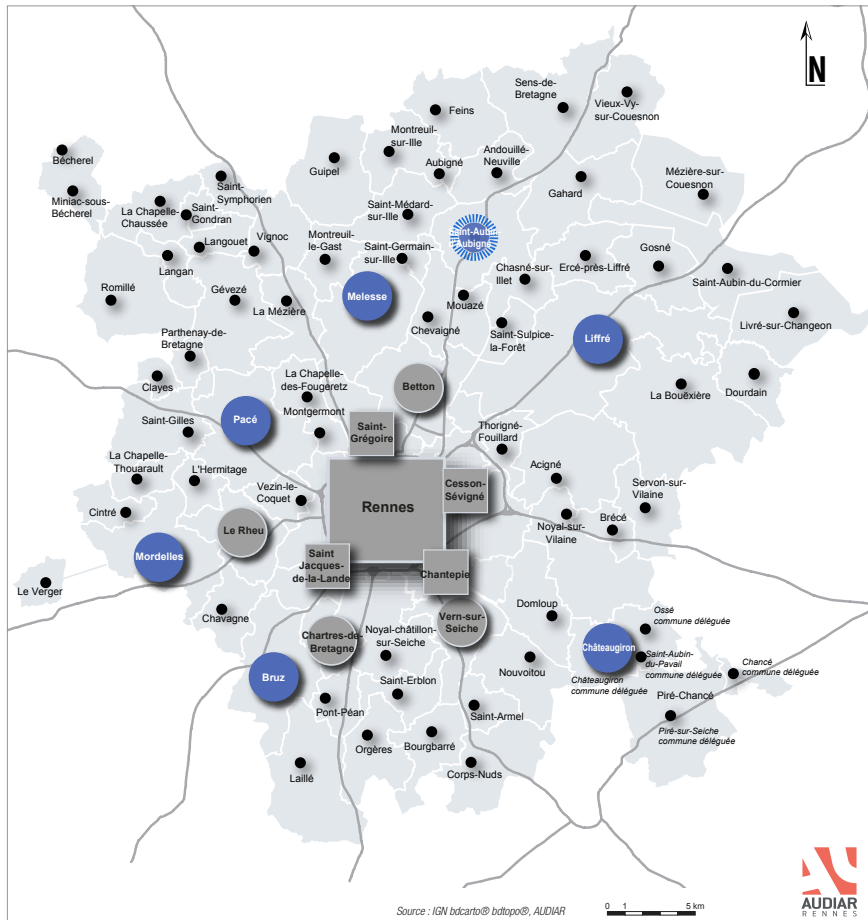 N
Sens-de-
Bretagne
Vieux-Vy-
sur-Couesnon
Feins
Montreuil-
sur-Ille
Andouillé-
Neuville
Bécherel
Guipel
Aubigné
Mézière-sur-
Couesnon
Saint-
Symphorien
Gahard
Miniac-sous-
Bécherel
La Chapelle-
Chaussée
Saint-
Gondran
Saint-Médard-
sur-Ille
Saint-Aubin
d'Aubigné
Langouet
Vignoc
Montreuil-
le-Gast
Saint-Germain-
sur-Ille
Gosné
Langan
Chasné-sur-
Illet
Ercé-près-Liffré
Saint-Aubin-du-Cormier
Romillé
Gévezé
La Mézière
Melesse
Mouazé
Chevaigné
Saint-Sulpice-
la-Forêt
Liffré
Livré-sur-Changeon
Parthenay-de-
Bretagne
Clayes
La Chapelle-
des-Fougeretz
Betton
La Bouëxière
Dourdain
Pacé
Montgermont
Saint-Gilles
Saint-
Grégoire
Thorigné-
Fouillard
La Chapelle-
Thouarault
L'Hermitage
Acigné
Vezin-le-
Coquet
Rennes
Cesson-
Sévigné
Servon-sur-
Vilaine
Cintré
Noyal-sur-
Vilaine
Brécé
Le Rheu
Mordelles
Saint
Jacques-
de-la-Lande
Chantepie
Le Verger
Chavagne
Domloup
Ossé
commune déléguée
Vern-sur-
Seiche
Chartres-de-
Bretagne
Noyal-châtillon-
sur-Seiche
Châteaugiron
Saint-Aubin-
du-Pavail
commune déléguée
Chancé
commune déléguée
Nouvoitou
Châteaugiron
commune déléguée
Bruz
Saint-Erblon
Piré-Chancé
Pont-Péan
Saint-Armel
Piré-sur-Seiche
commune déléguée
Orgères
Bourgbarré
Laillé
Corps-Nuds
Source : IGN bdcarto® bdtopo®, AUDIAR
0 1 5 km
AUDIAR
RENNES